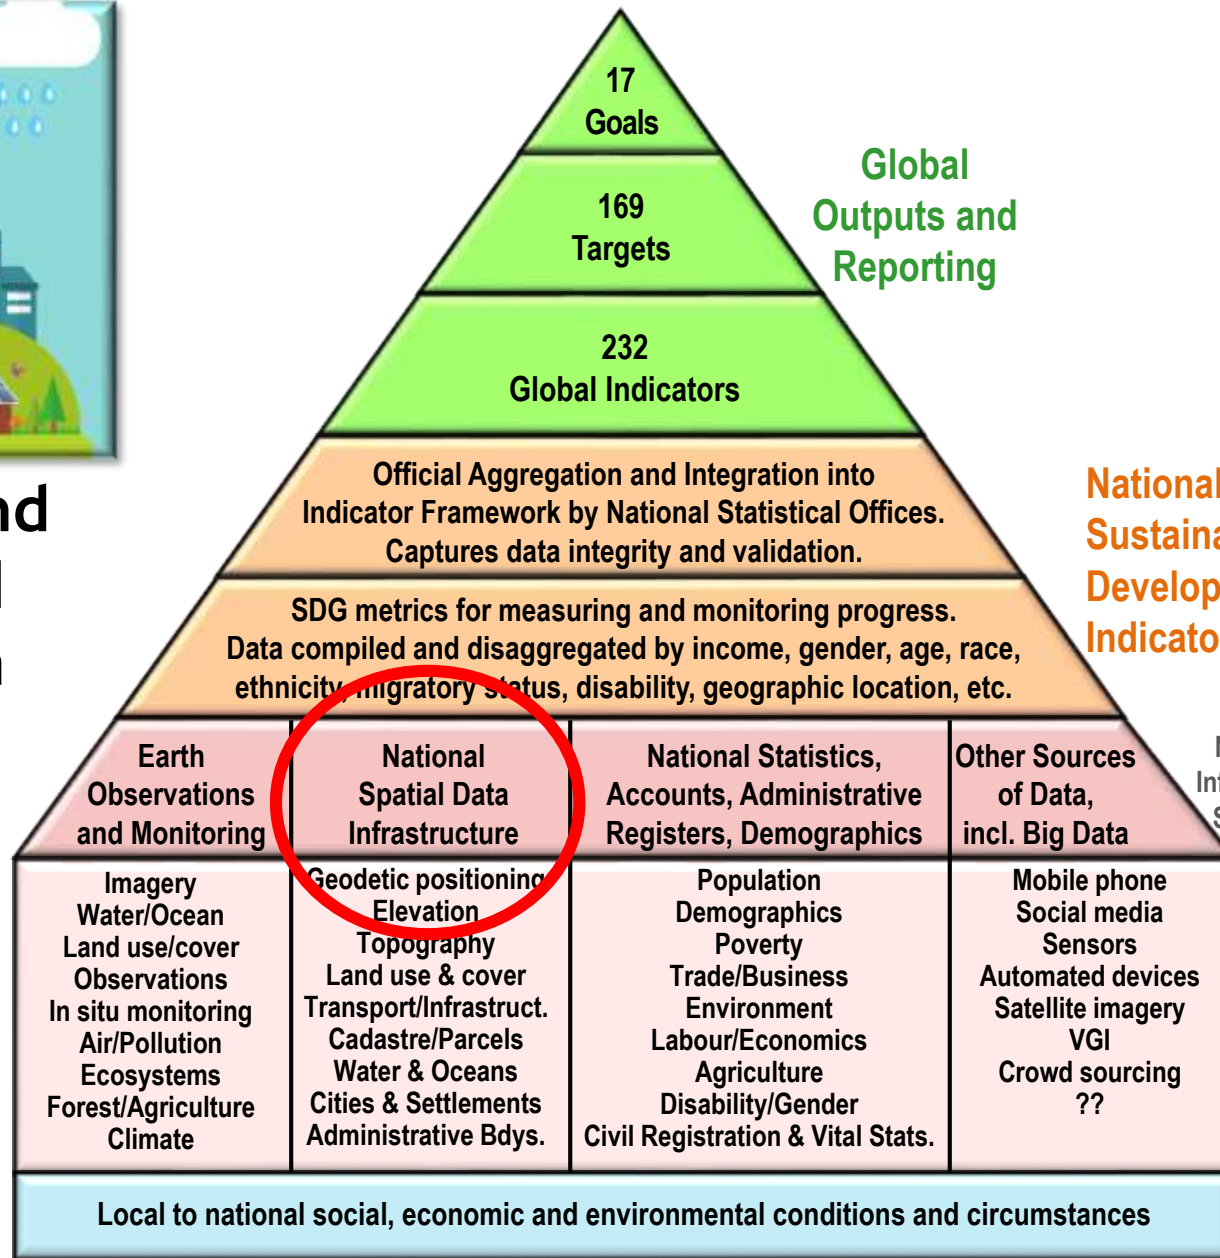 17
Goals
169
Targets
232
Global Indicators
Global
Outputs and
Reporting
Official Aggregation and Integration into
Indicator Framework by National Statistical Offices.
Captures data integrity and validation.
SDG metrics for measuring and monitoring progress.
Data compiled and disaggregated by income, gender, age, race,
ethnicity, migratory status, disability, geographic location, etc.
National
Earth
Observations
and Monitoring
National
Spatial Data
Infrastructure
National Statistics,
Accounts, Administrative
Registers, Demographics
Other Sources
of Data,
incl. Big Data
Imagery
Water/Ocean
Land use/cover
Observations
In situ monitoring
Air/Pollution
Ecosystems
Forest/Agriculture
Climate
Geodetic positioning
Elevation
Topography
Land use & cover
Transport/Infrastruct.
Cadastre/Parcels
Water & Oceans
Cities & Settlements
Administrative Bdys.
Population
Demographics
Poverty
Trade/Business
Environment
Labour/Economics
Agriculture
Disability/Gender
Civil Registration & Vital Stats.
Mobile phone
Social media
Sensors
Automated devices
Satellite imagery
VGI
Crowd sourcing
??
Local to national social, economic and environmental conditions and circumstances